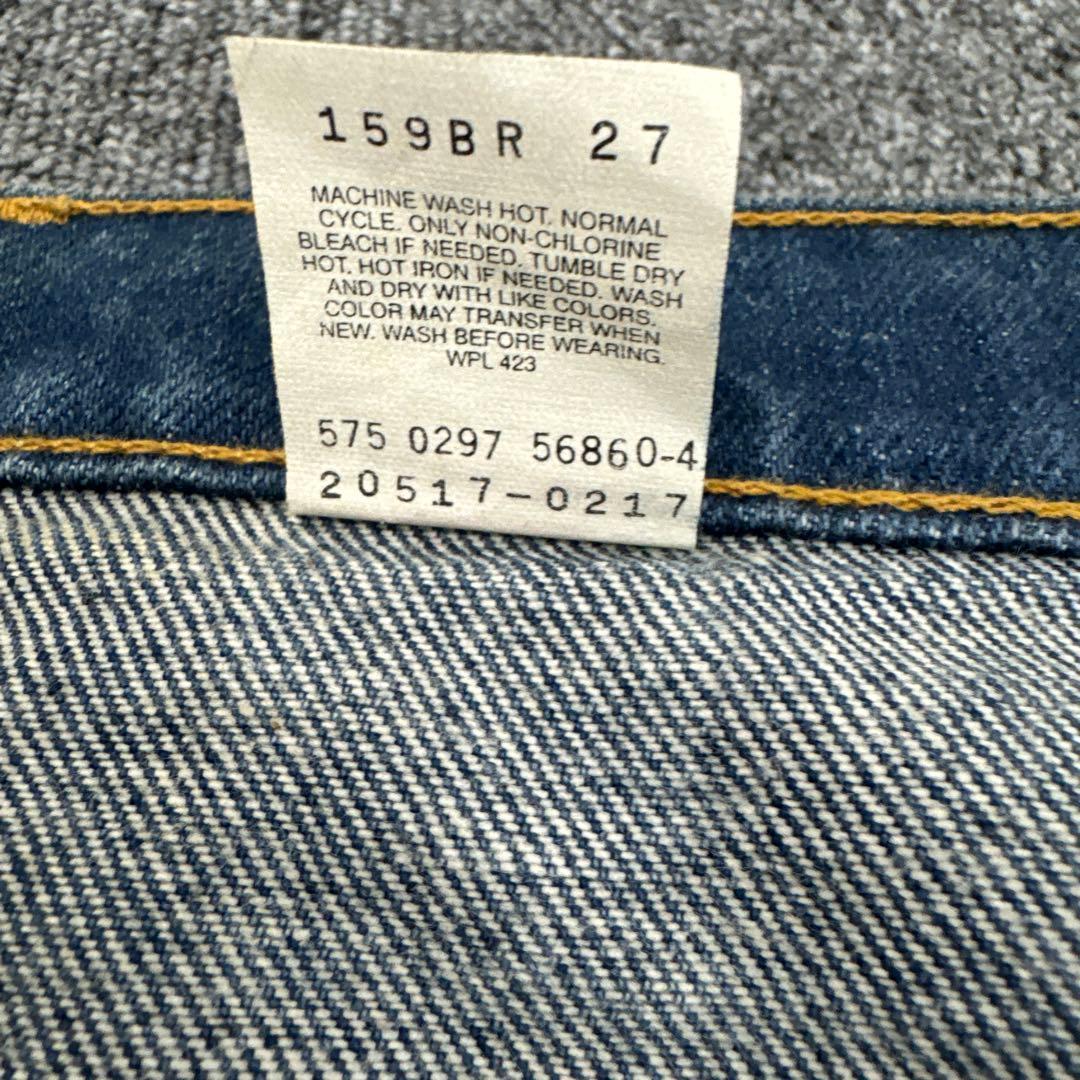 159BR 27
MACHINE WASH HOT. NORMAL
CYCLE. ONLY NON-CHLORINE
BLEACH IF NEEDED. TUMBLE DRY
HOT. HOT IRON IF NEEDED. WASH
AND DRY WITH LIKE COLORS.
COLOR MAY TRANSFER WHEN
NEW. WASH BEFORE WEARING.
WPL 423
575 0297 56860-4
20517-0217